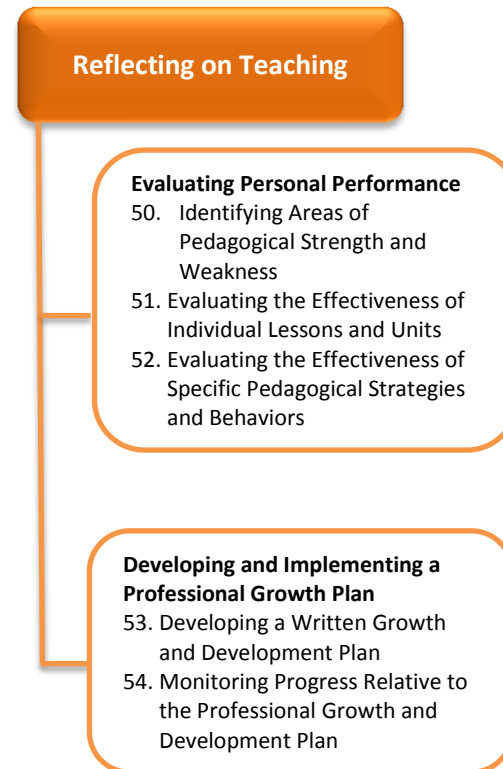 Reflecting on Teaching
Evaluating Personal Performance
50. Identifying Areas of
Pedagogical Strength and
Weakness
51. Evaluating the Effectiveness of
Individual Lessons and Units
52. Evaluating the Effectiveness of
Specific Pedagogical Strategies
and Behaviors
Developing and Implementing a
Professional Growth Plan
53. Developing a Written Growth
and Development Plan
54. Monitoring Progress Relative to
the Professional Growth and
Development Plan